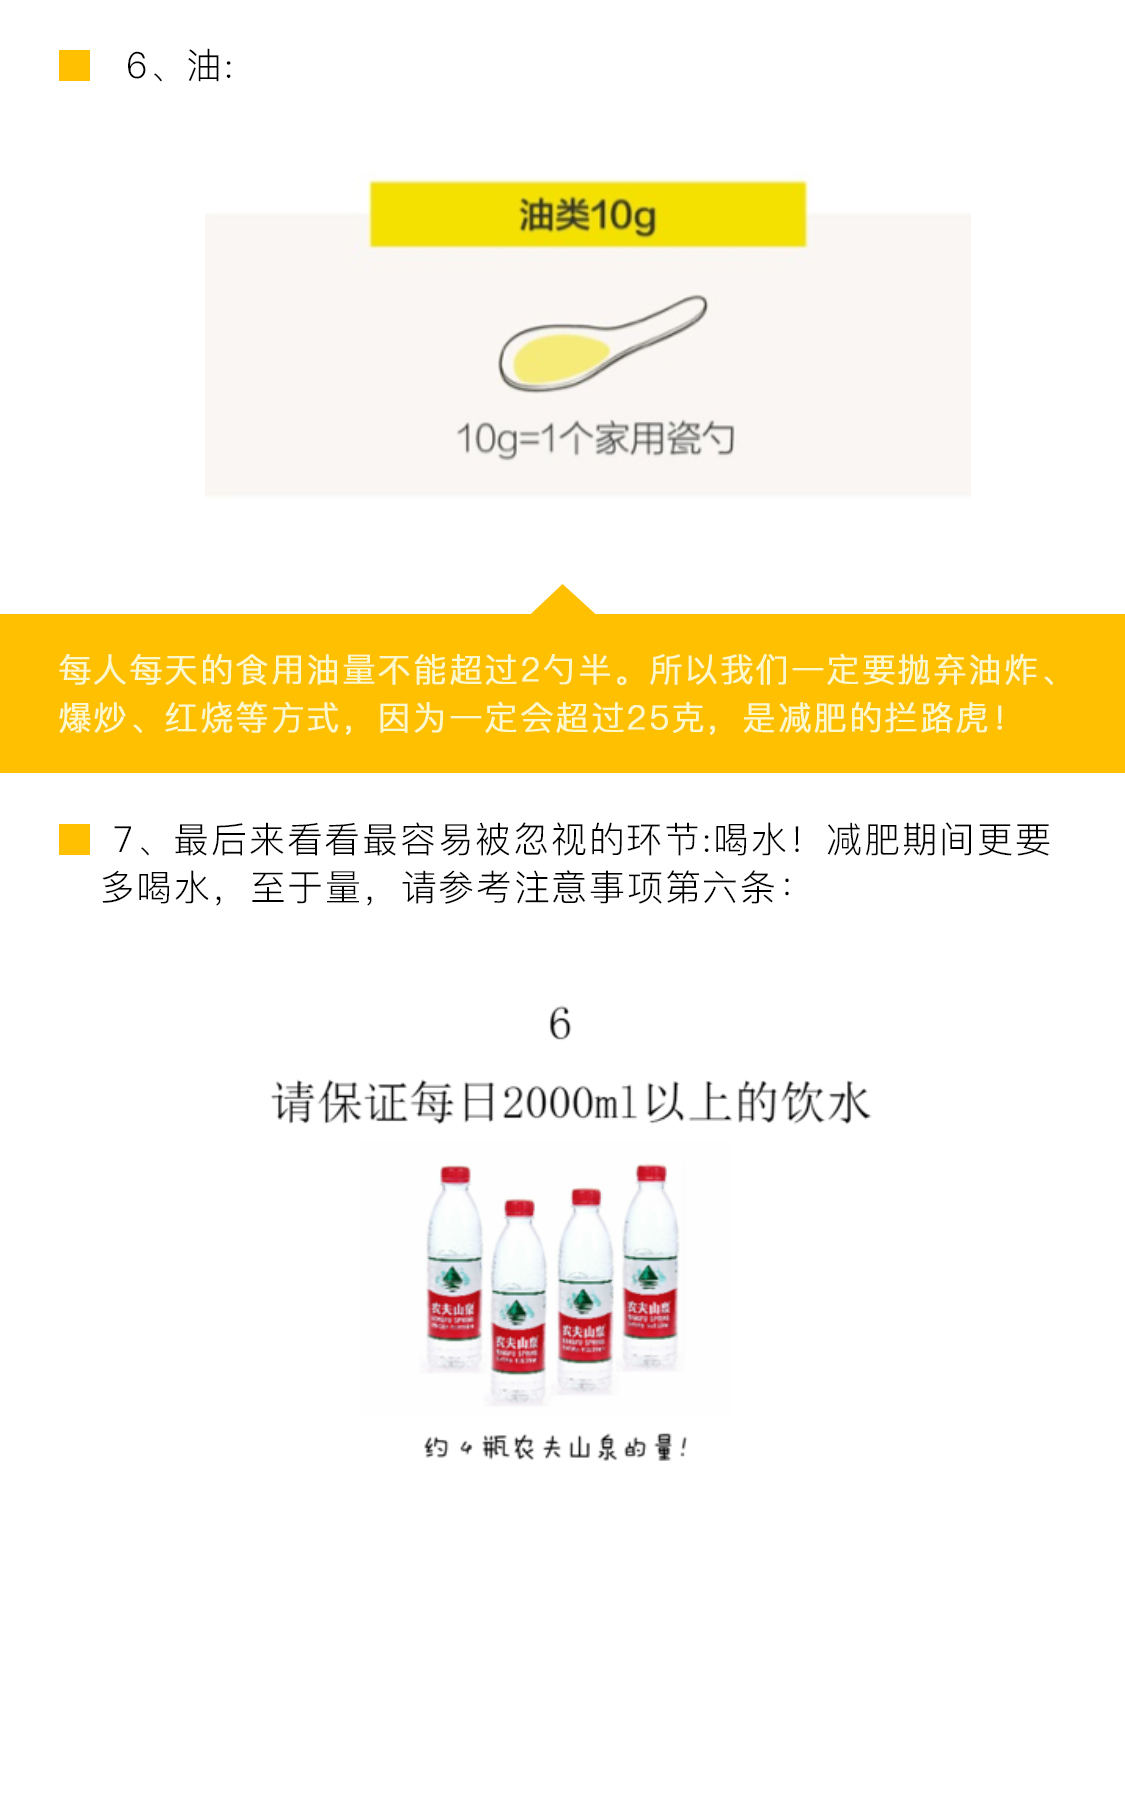 6、油:
油类10g
10g=1个家用瓷勺
每人每天的食用油量不能超过2勺半。所以我们一定要抛弃油炸、
爆炒、红烧等方式，因为一定会超过25克，是减肥的拦路虎！
7、最后来看看最容易被忽视的环节:喝水！减肥期间更要
多喝水，至于量，请参考注意事项第六条：
6
请保证每日2000ml以上的饮水
农夫山泉
农夫山泉
农夫山泉
农夫山泉
约4瓶农夫山泉的量!